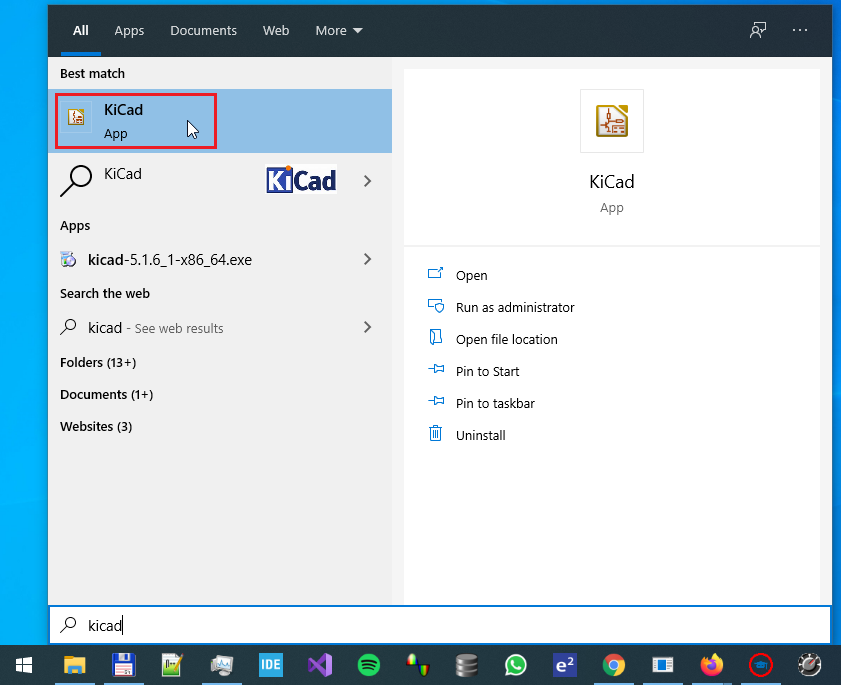 All Apps Documents Web More
Best match
KiCad
App
KiCad
KiCad
Apps
kicad-5.1.6_1-x86_64.exe
Search the web
kicad - See web results
Folders (13+)
Documents (1+)
Websites (3)
KiCad
App
Open
Run as administrator
Open file location
Pin to Start
Pin to taskbar
Uninstall
kicad
IDE e2